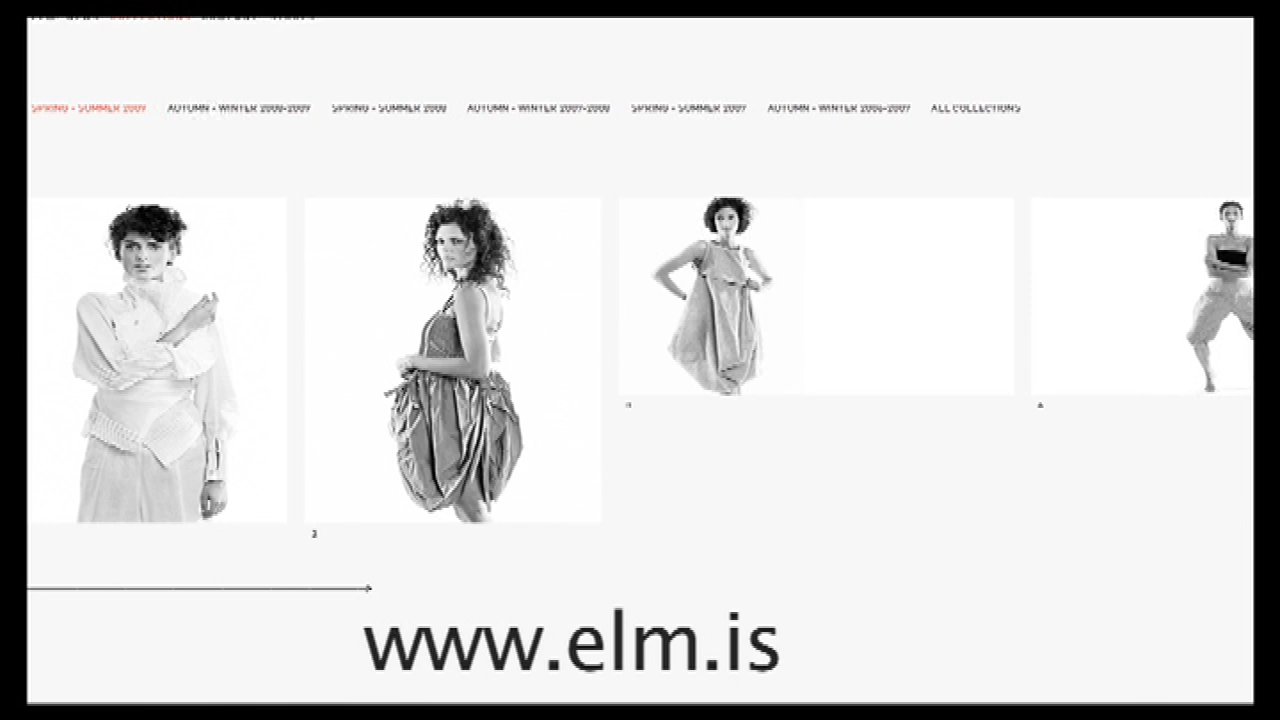 SPRING - SUMMER 2009 AUTUMN - WINTER 2008-2009 SPRING - SUMMER 2008 AUTUMN - WINTER 2007-2008 SPRING - SUMMER 2007 AUTUMN - WINTER 2006-2007 ALL COLLECTIONS
2
www.elm.is